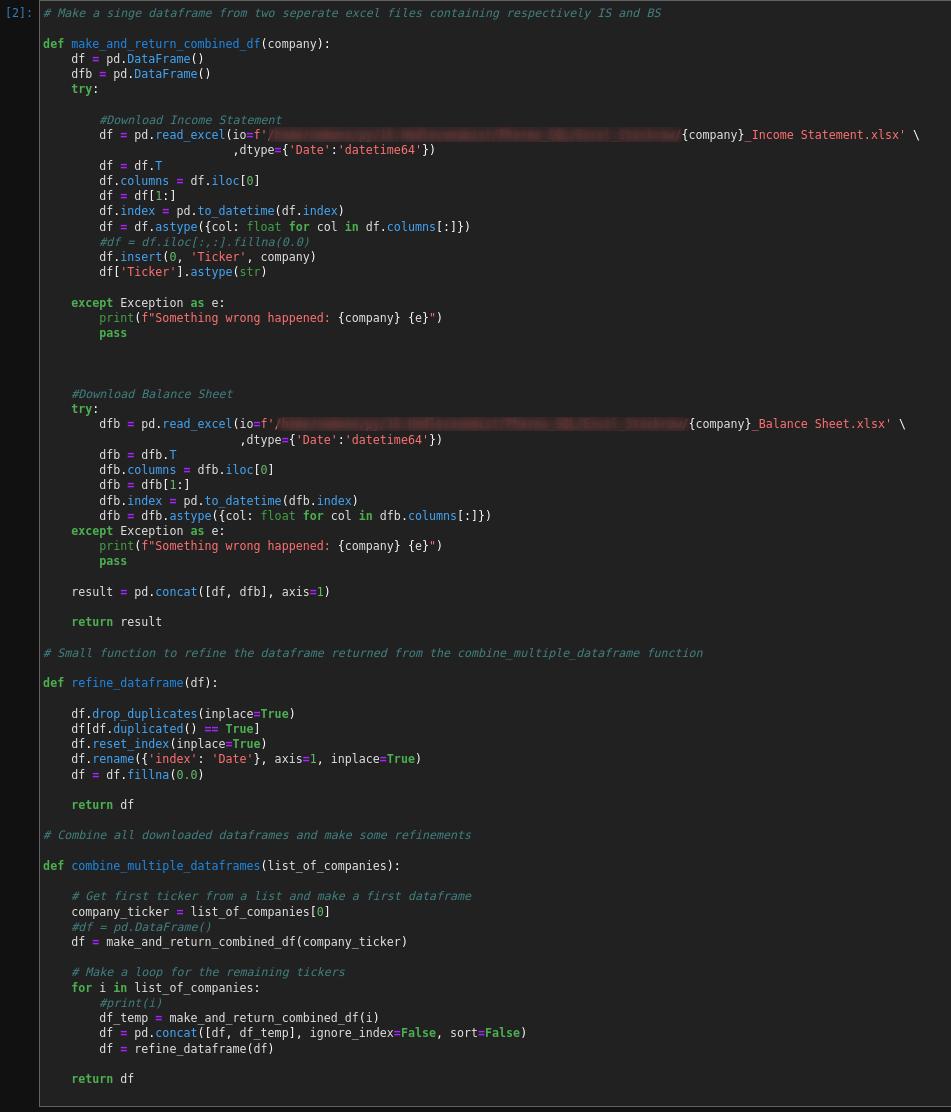 [2]: # Make a singe dataframe from two seperate excel files containing respectively IS and BS
def make_and_return_combined_df(company):
    df = pd.DataFrame()
    dfb = pd.DataFrame()
    try:
        #Download Income Statement
        df = pd.read_excel(io=f'/{company}_Income Statement.xlsx' \
                           ,dtype={'Date':'datetime64'})
        df = df.T
        df.columns = df.iloc[0]
        df = df[1:]
        df.index = pd.to_datetime(df.index)
        df = df.astype({col: float for col in df.columns[:]})
        #df = df.iloc[:,:].fillna(0.0)
        df.insert(0, 'Ticker', company)
        df['Ticker'].astype(str)
    except Exception as e:
        print(f"Something wrong happened: {company} {e}")
        pass
    #Download Balance Sheet
    try:
        dfb = pd.read_excel(io=f'/{company}_Balance Sheet.xlsx' \
                            ,dtype={'Date':'datetime64'})
        dfb = dfb.T
        dfb.columns = dfb.iloc[0]
        dfb = dfb[1:]
        dfb.index = pd.to_datetime(dfb.index)
        dfb = dfb.astype({col: float for col in dfb.columns[:]})
    except Exception as e:
        print(f"Something wrong happened: {company} {e}")
        pass
    result = pd.concat([df, dfb], axis=1)
    return result
# Small function to refine the dataframe returned from the combine_multiple_dataframe function
def refine_dataframe(df):
    df.drop_duplicates(inplace=True)
    df[df.duplicated() == True]
    df.reset_index(inplace=True)
    df.rename({'index': 'Date'}, axis=1, inplace=True)
    df = df.fillna(0.0)
    return df
# Combine all downloaded dataframes and make some refinements
def combine_multiple_dataframes(list_of_companies):
    # Get first ticker from a list and make a first dataframe
    company_ticker = list_of_companies[0]
    #df = pd.DataFrame()
    df = make_and_return_combined_df(company_ticker)
    # Make a loop for the remaining tickers
    for i in list_of_companies:
        #print(i)
        df_temp = make_and_return_combined_df(i)
        df = pd.concat([df, df_temp], ignore_index=False, sort=False)
        df = refine_dataframe(df)
    return df